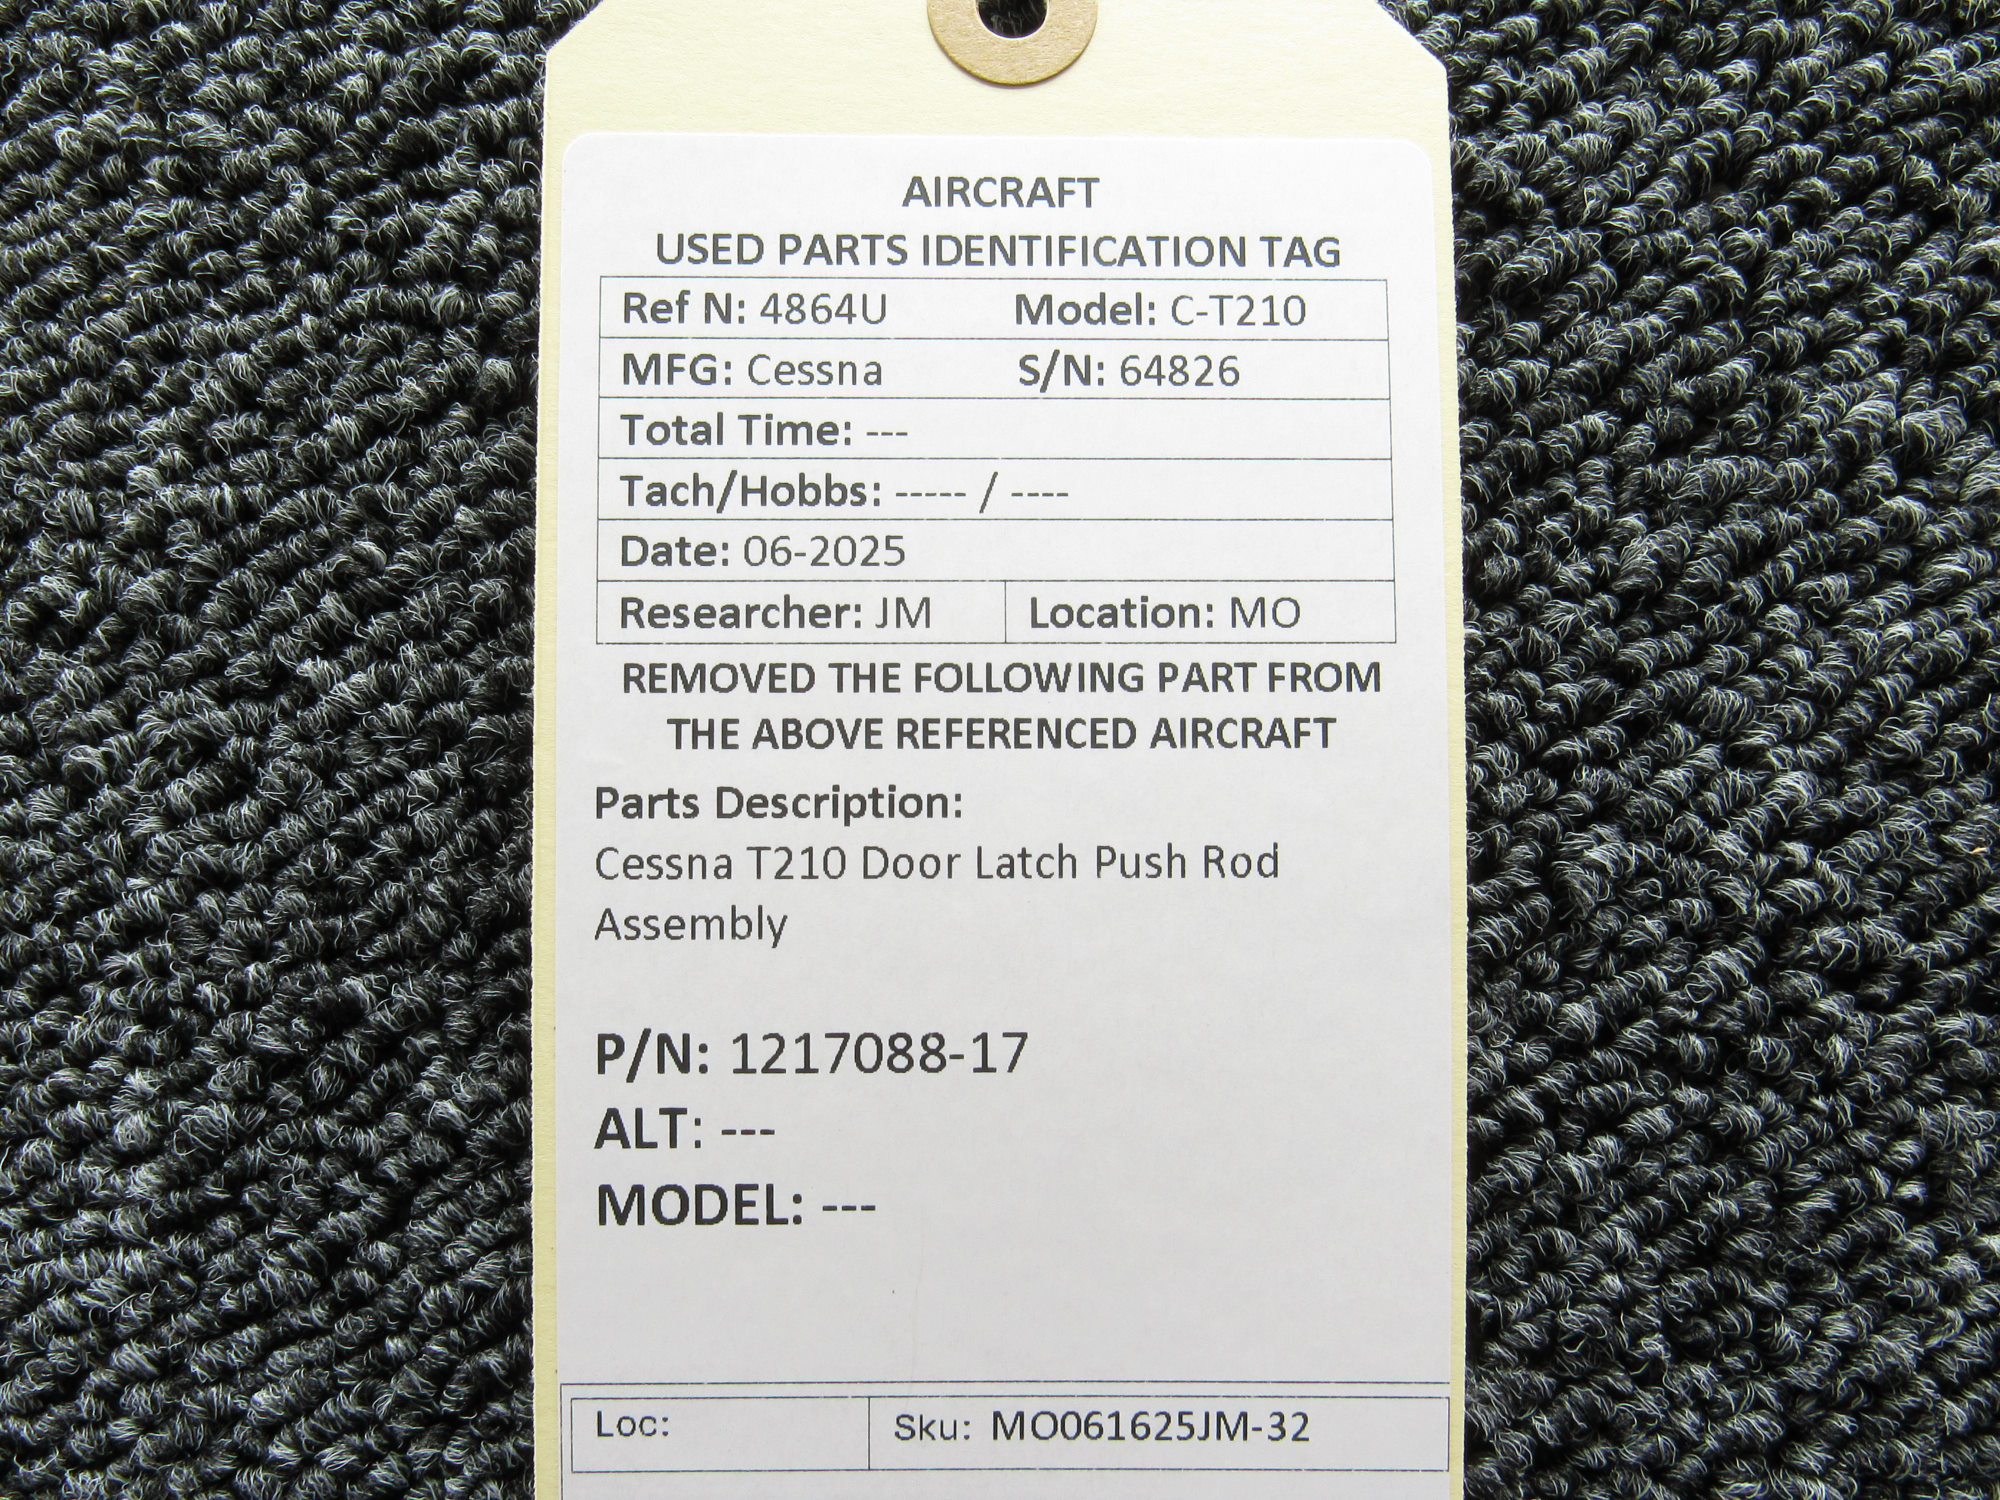 AIRCRAFT
USED PARTS IDENTIFICATION TAG
Ref N: 4864U Model: C-T210
MFG: Cessna S/N: 64826
Total Time: ---
Tach/Hobbs: ----- / ----
Date: 06-2025
Researcher: JM Location: MO
REMOVED THE FOLLOWING PART FROM
THE ABOVE REFERENCED AIRCRAFT
Parts Description:
Cessna T210 Door Latch Push Rod
Assembly
P/N: 1217088-17
ALT: ---
MODEL: ---
Loc: Sku: MO061625JM-32